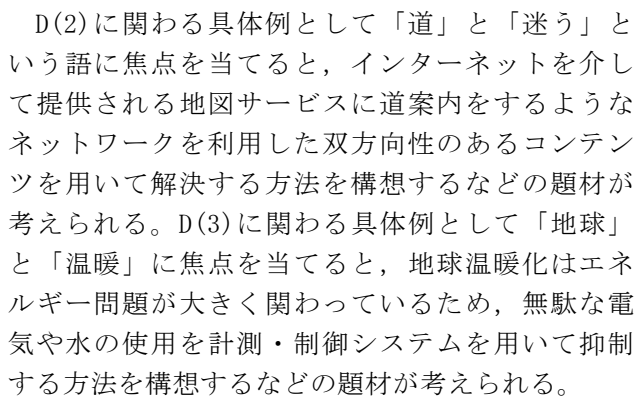 D(2)に関わる具体例として「道」と「迷う」と
いう語に焦点を当てると，インターネットを介し
て提供される地図サービスに道案内をするような
ネットワークを利用した双方向性のあるコンテン
ツを用いて解決する方法を構想するなどの題材が
考えられる。D(3)に関わる具体例として「地球」
と「温暖」に焦点を当てると，地球温暖化はエネ
ルギー問題が大きく関わっているため，無駄な電
気や水の使用を計測・制御システムを用いて抑制
する方法を構想するなどの題材が考えられる。